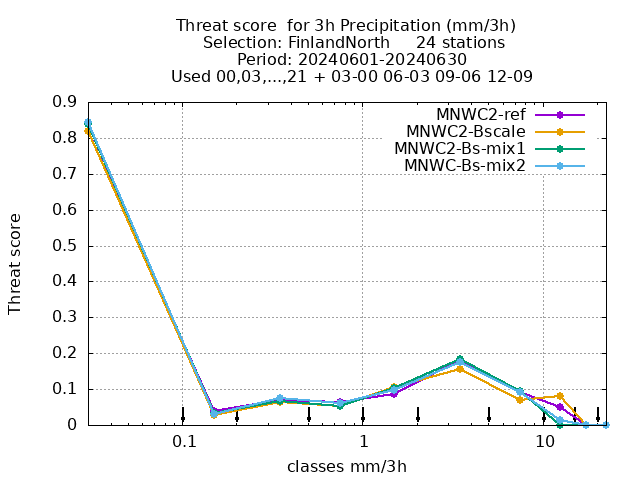 Threat score  for 3h Precipitation (mm/3h)
Selection: FinlandNorth     24 stations
Period: 20240601-20240630
Used 00,03,...,21 + 03-00 06-03 09-06 12-09
MNWC2-ref
MNWC2-Bscale
MNWC2-Bs-mix1
MNWC-Bs-mix2
Threat score
0.9
0.8
0.7
0.6
0.5
0.4
0.3
0.2
0.1
0
0.1 1 10
classes mm/3h